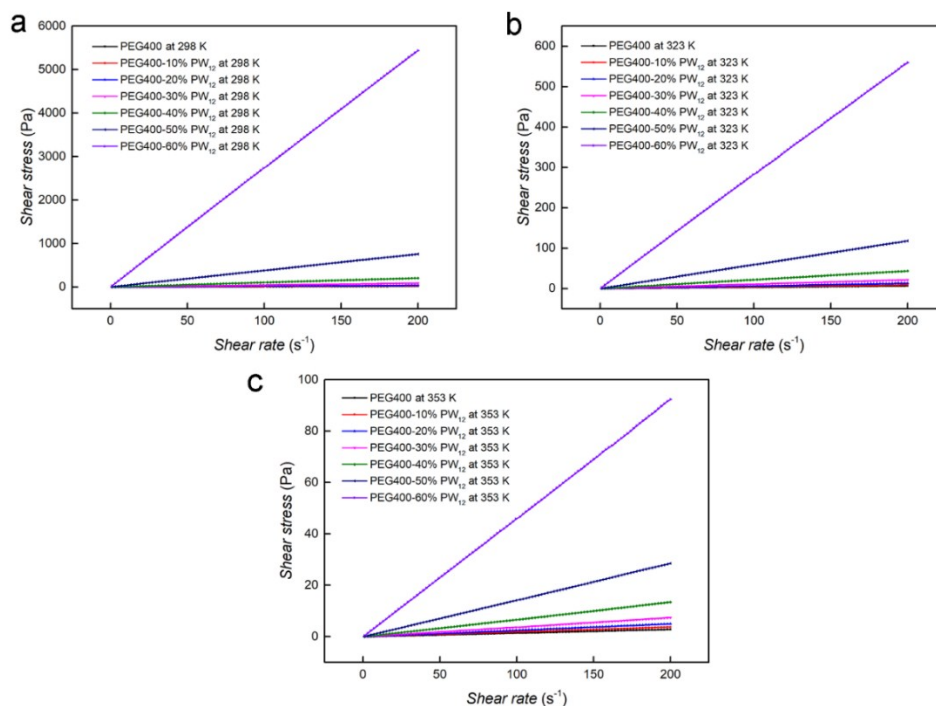 a
6000
5000
4000
3000
2000
1000
0
Shear stress (Pa)
PEG400 at 298 K
PEG400-10% PW₁₂ at 298 K
PEG400-20% PW₁₂ at 298 K
PEG400-30% PW₁₂ at 298 K
PEG400-40% PW₁₂ at 298 K
PEG400-50% PW₁₂ at 298 K
PEG400-60% PW₁₂ at 298 K
0 50 100 150 200
Shear rate (s⁻¹)
b
600
500
400
300
200
100
0
Shear stress (Pa)
PEG400 at 323 K
PEG400-10% PW₁₂ at 323 K
PEG400-20% PW₁₂ at 323 K
PEG400-30% PW₁₂ at 323 K
PEG400-40% PW₁₂ at 323 K
PEG400-50% PW₁₂ at 323 K
PEG400-60% PW₁₂ at 323 K
0 50 100 150 200
Shear rate (s⁻¹)
c
100
80
60
40
20
0
Shear stress (Pa)
PEG400 at 353 K
PEG400-10% PW₁₂ at 353 K
PEG400-20% PW₁₂ at 353 K
PEG400-30% PW₁₂ at 353 K
PEG400-40% PW₁₂ at 353 K
PEG400-50% PW₁₂ at 353 K
PEG400-60% PW₁₂ at 353 K
0 50 100 150 200
Shear rate (s⁻¹)